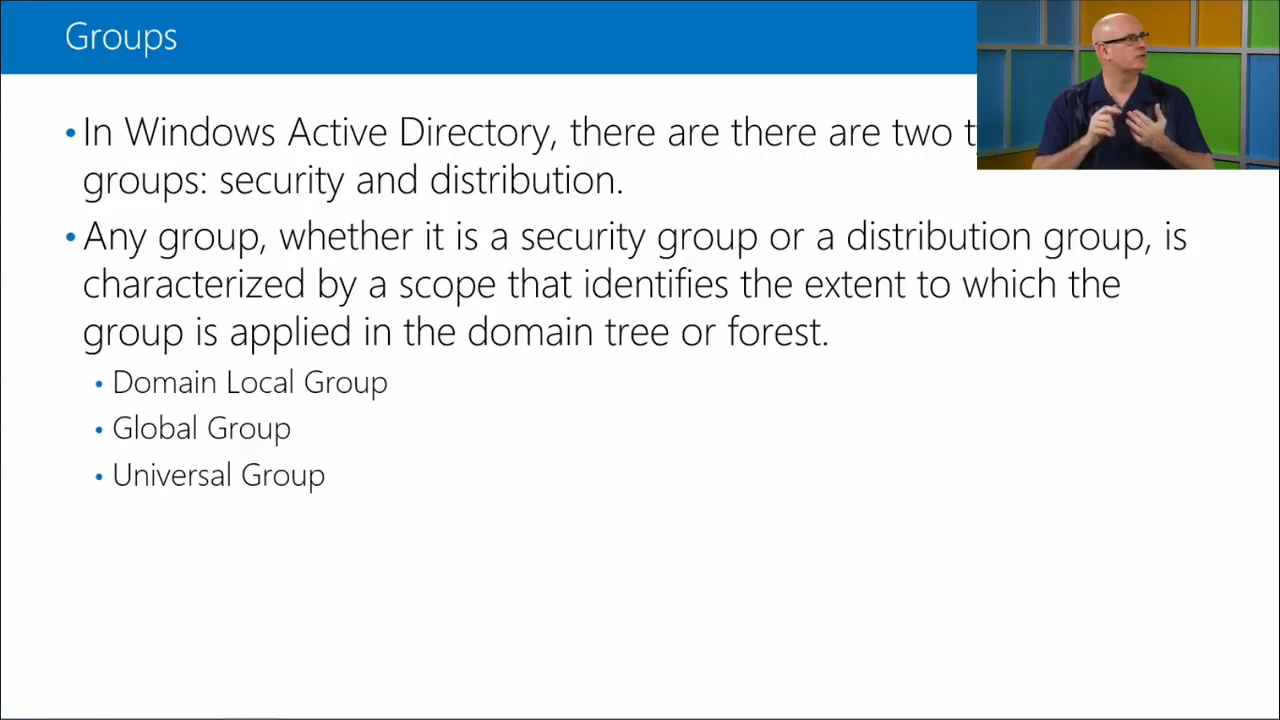 Groups
• In Windows Active Directory, there are there are two
groups: security and distribution.
• Any group, whether it is a security group or a distribution group, is
characterized by a scope that identifies the extent to which the
group is applied in the domain tree or forest.
• Domain Local Group
• Global Group
• Universal Group